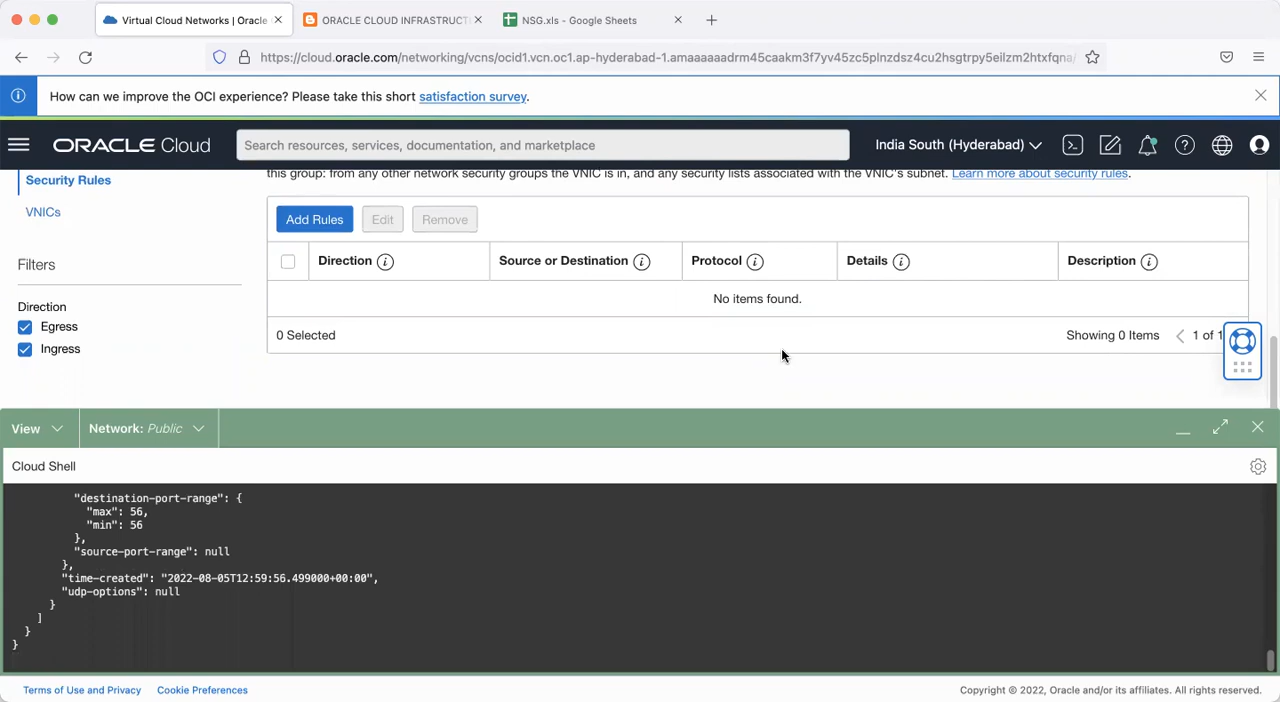 Virtual Cloud Networks | Oracle
ORACLE CLOUD INFRASTRUCT
NSG.xls - Google Sheets
https://cloud.oracle.com/networking/vcns/ocid1.vcn.oc1.ap-hyderabad-1.amaaaaaadrm45caakm3f7yv45zc5plnzdsz4cu2hsgtrpy5eilzm2htxfqna/
How can we improve the OCI experience? Please take this short satisfaction survey.
ORACLE Cloud
Search resources, services, documentation, and marketplace
India South (Hyderabad)
Security Rules
this group: from any other network security groups the VNIC is in, and any security lists associated with the VNIC's subnet. Learn more about security rules.
VNICs
Add Rules Edit Remove
Filters
Direction Source or Destination Protocol Details Description
Direction
No items found.
Egress
0 Selected Showing 0 Items 1 of 1
Ingress
View Network: Public
Cloud Shell
"destination-port-range": {
"max": 56,
"min": 56
},
"source-port-range": null
},
"time-created": "2022-08-05T12:59:56.499000+00:00",
"udp-options": null
}
]
}
}
Terms of Use and Privacy Cookie Preferences Copyright © 2022, Oracle and/or its affiliates. All rights reserved.